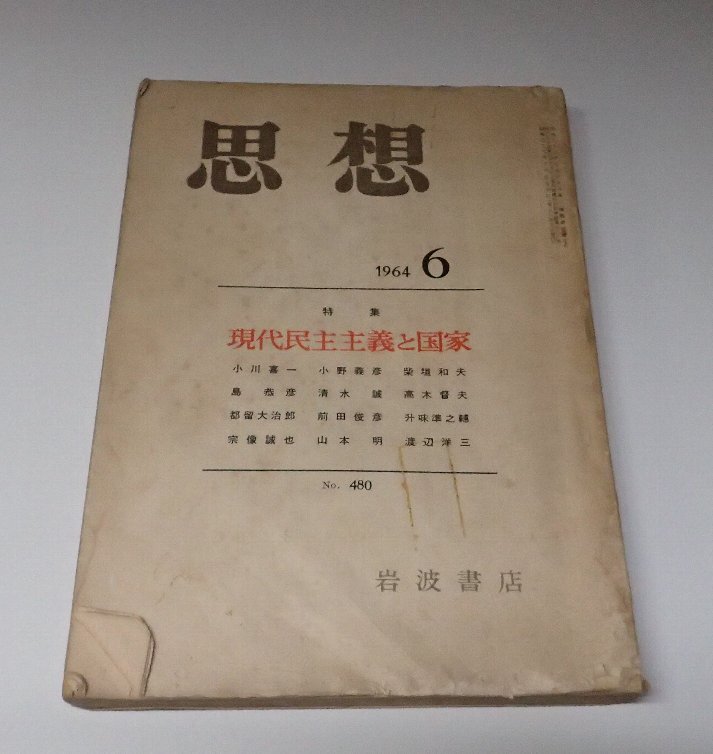 思想
1964 6
特集
現代民主主義と国家
小川喜一 小野義彦 柴垣和夫
島恭彦 清水誠 高木督夫
都留大治郎 前田俊彦 升味準之輔
宗像誠也 山本明 渡辺洋三
No. 480
岩波書店